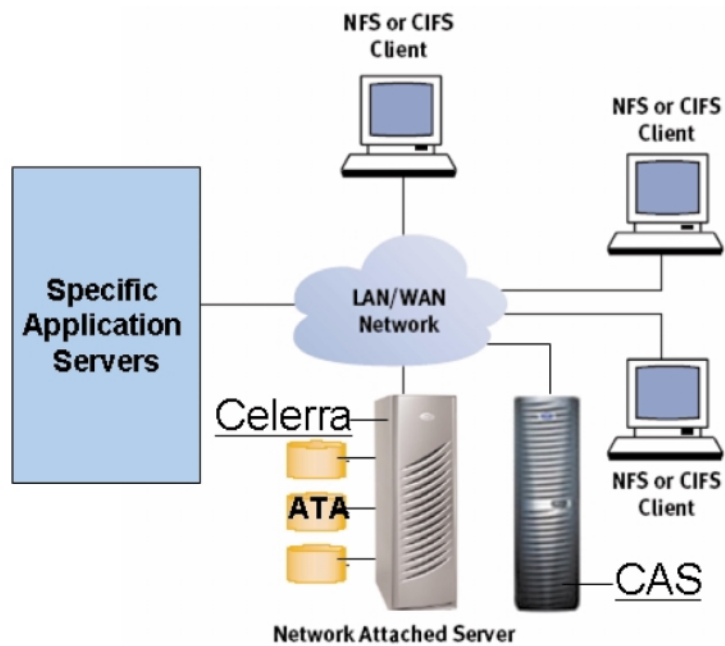 NFS or CIFS
Client
NFS or CIFS
Client
Specific
Application
Servers
LAN/WAN
Network
Celerra
ATA
NFS or CIFS
Client
CAS
Network Attached Server